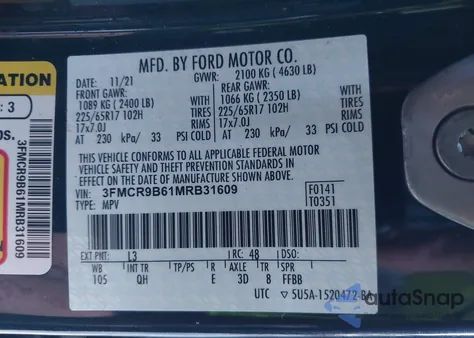 ATION
: 3
os.
3FMCR9B61MRB31609
MFD. BY FORD MOTOR CO.
11/21
GVWR: 2100 KG ( 4630 LB)
FRONT GAWR:
REAR GAWR:
1089 KG ( 2400 LB)
1066 KG ( 2350 LB)
225/65R17 102H TIRES
225/65R17 102H TIRES
17x7.0J RIMS
17x7.0J RIMS
AT 230 kPa/ 33 PSI COLD
AT 230 kPa/ 33 PSI COLD
THIS VEHICLE CONFORMS TO ALL APPLICABLE FEDERAL MOTOR
VEHICLE SAFETY AND THEFT PREVENTION STANDARDS IN
EFFECT ON THE DATE OF MANUFACTURE SHOWN ABOVE.
VIN: 3FMCR9B61MRB31609
TYPE: MPV
F0141
T0351
EXT PNT: L3 RC: 48 DSO:
WB INT TR TP/PS R AXLE TR SPR
105 QH E 3D 8 FFBB
UTC 5U5A-1520472-BA
autoSnap